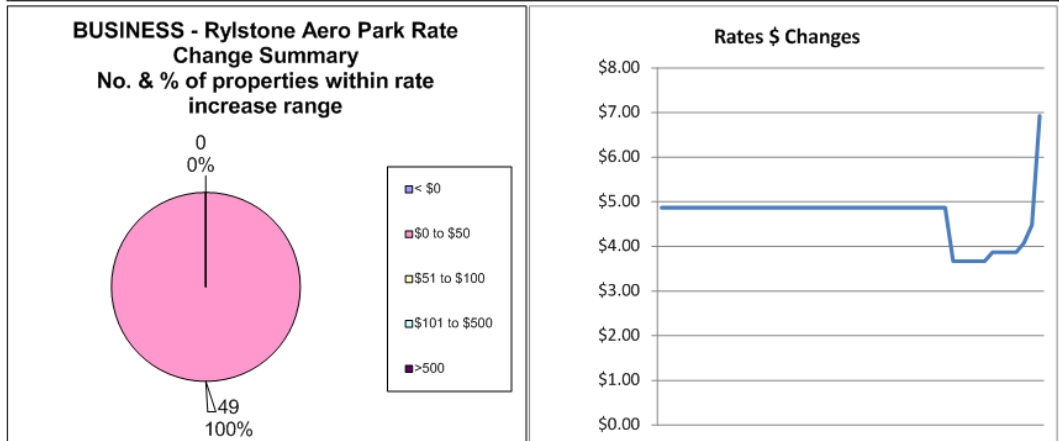 BUSINESS - Rylstone Aero Park Rate
Change Summary
No. & % of properties within rate
increase range
0
0%
< $0
$0 to $50
$51 to $100
$101 to $500
>500
49
100%
Rates $ Changes
$8.00
$7.00
$6.00
$5.00
$4.00
$3.00
$2.00
$1.00
$0.00